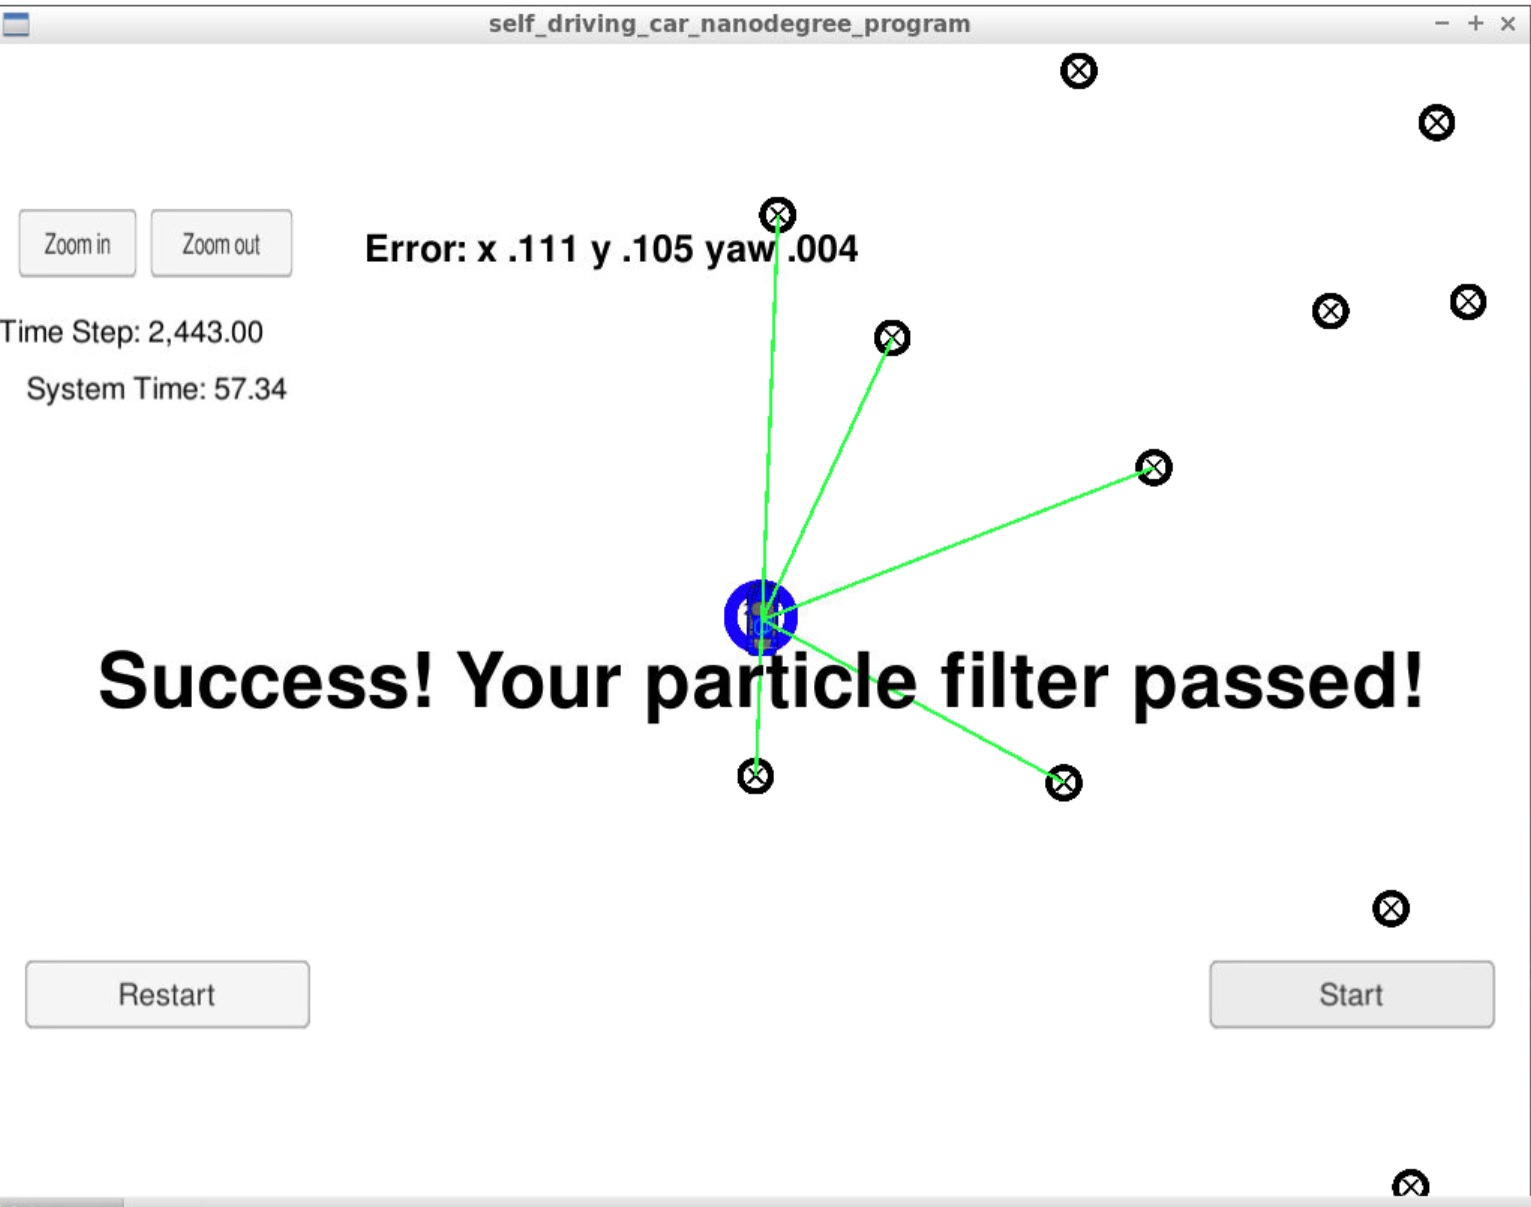 self_driving_car_nanodegree_program
Zoom in
Zoom out
Error: x .111 y .105 yaw .004
Time Step: 2,443.00
System Time: 57.34
Success! Your particle filter passed!
Restart
Start